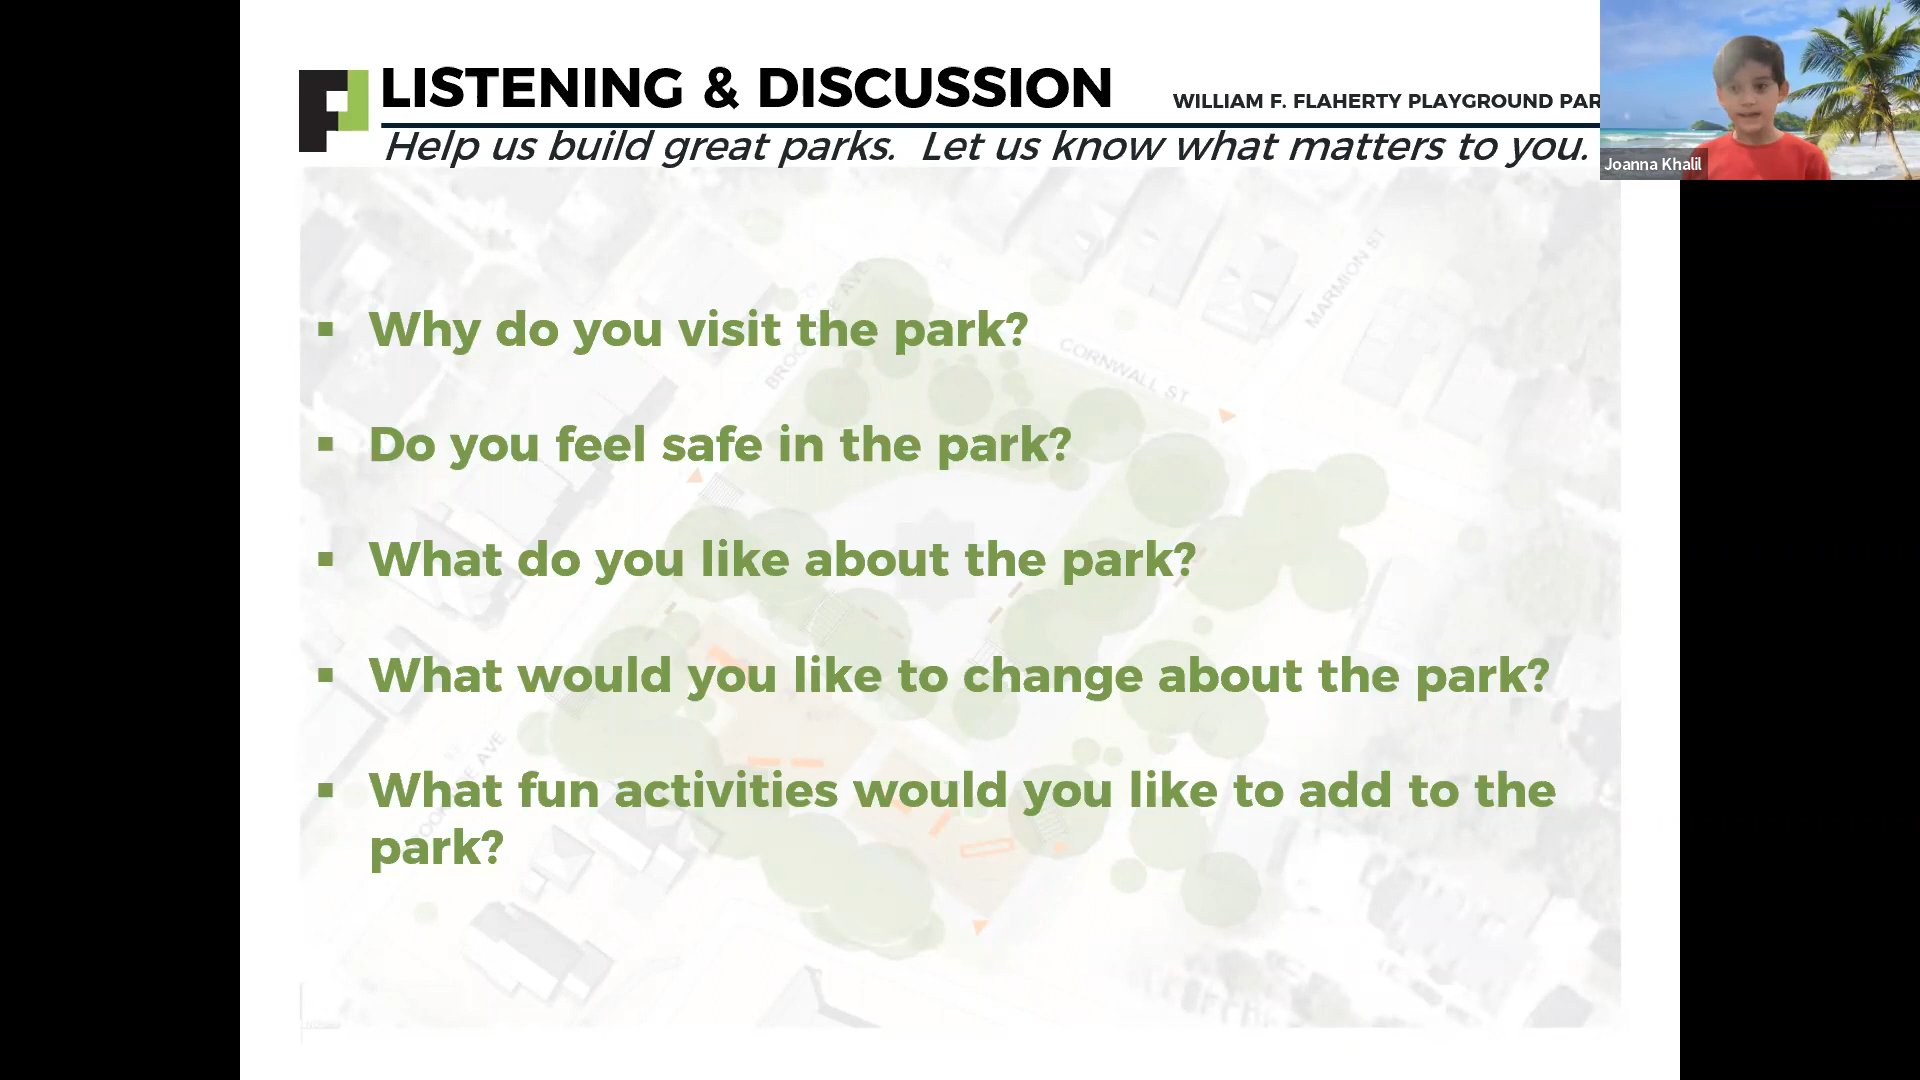 LISTENING & DISCUSSION
WILLIAM F. FLAHERTY PLAYGROUND PAR
Help us build great parks. Let us know what matters to you.
Joanna Khalil
MARMION ST
CORNWALL ST
▪ Why do you visit the park?
▪ Do you feel safe in the park?
▪ What do you like about the park?
▪ What would you like to change about the park?
▪ What fun activities would you like to add to the
park?